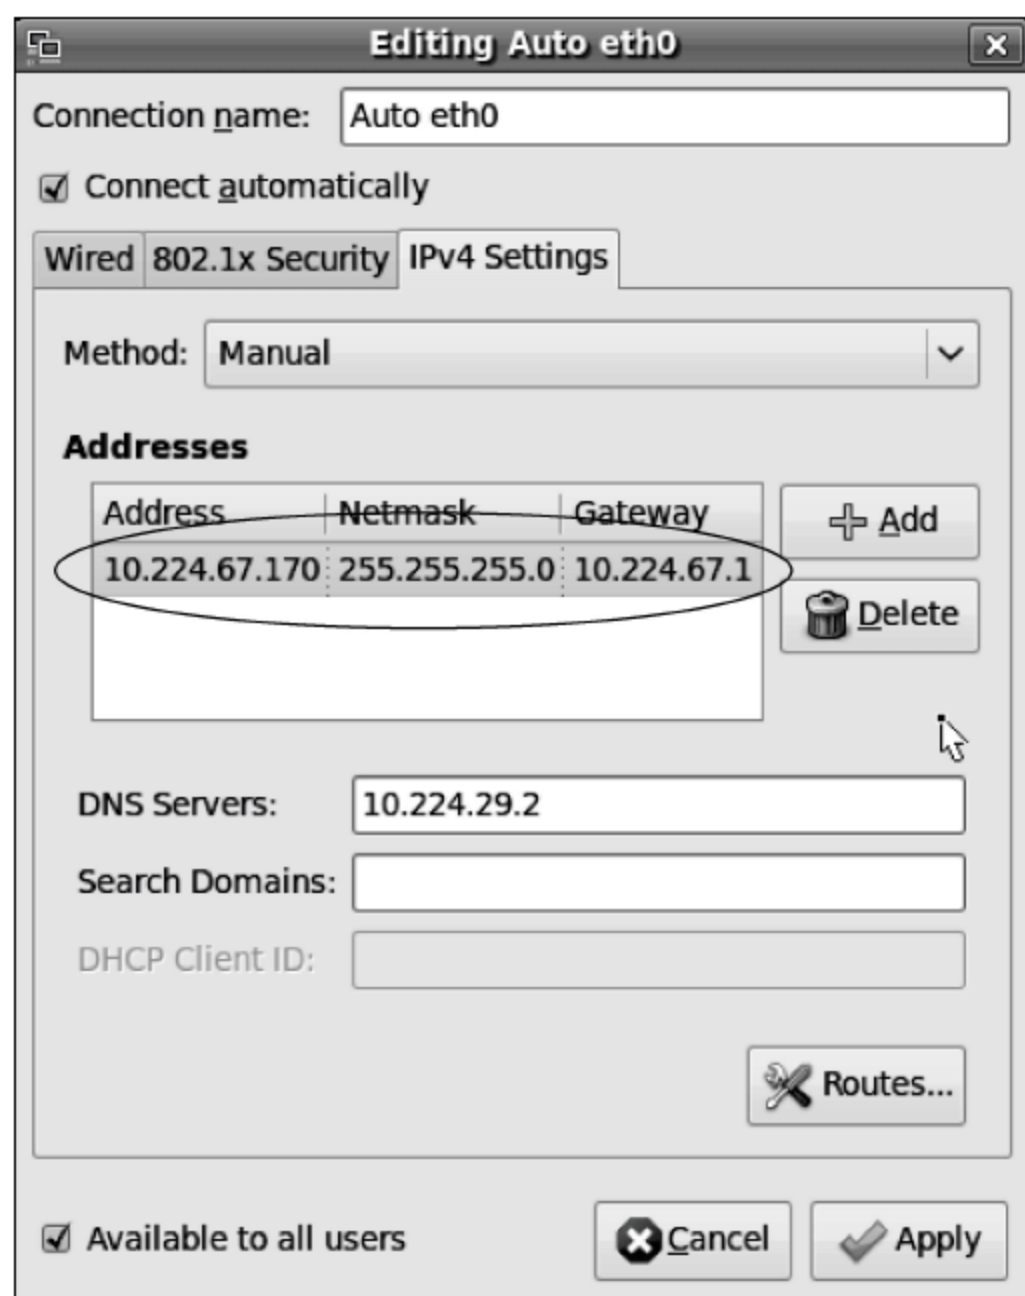 Editing Auto eth0
Connection name: Auto eth0
Connect automatically
Wired 802.1x Security IPv4 Settings
Method: Manual
Addresses
Address Netmask Gateway
10.224.67.170 255.255.255.0 10.224.67.1
Add
Delete
DNS Servers: 10.224.29.2
Search Domains:
DHCP Client ID:
Routes...
Available to all users Cancel Apply